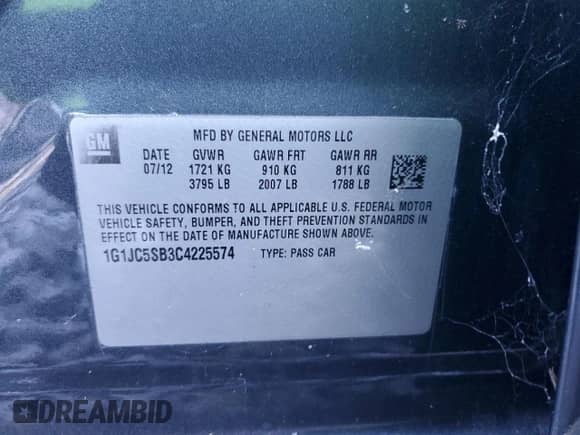 GM
MFD BY GENERAL MOTORS LLC
DATE GVWR GAWR FRT GAWR RR
07/12 1721 KG 910 KG 811 KG
3795 LB 2007 LB 1788 LB
THIS VEHICLE CONFORMS TO ALL APPLICABLE U.S. FEDERAL MOTOR
VEHICLE SAFETY, BUMPER, AND THEFT PREVENTION STANDARDS IN
EFFECT ON THE DATE OF MANUFACTURE SHOWN ABOVE.
1G1JC5SB3C4225574 TYPE: PASS CAR
DREAMBID